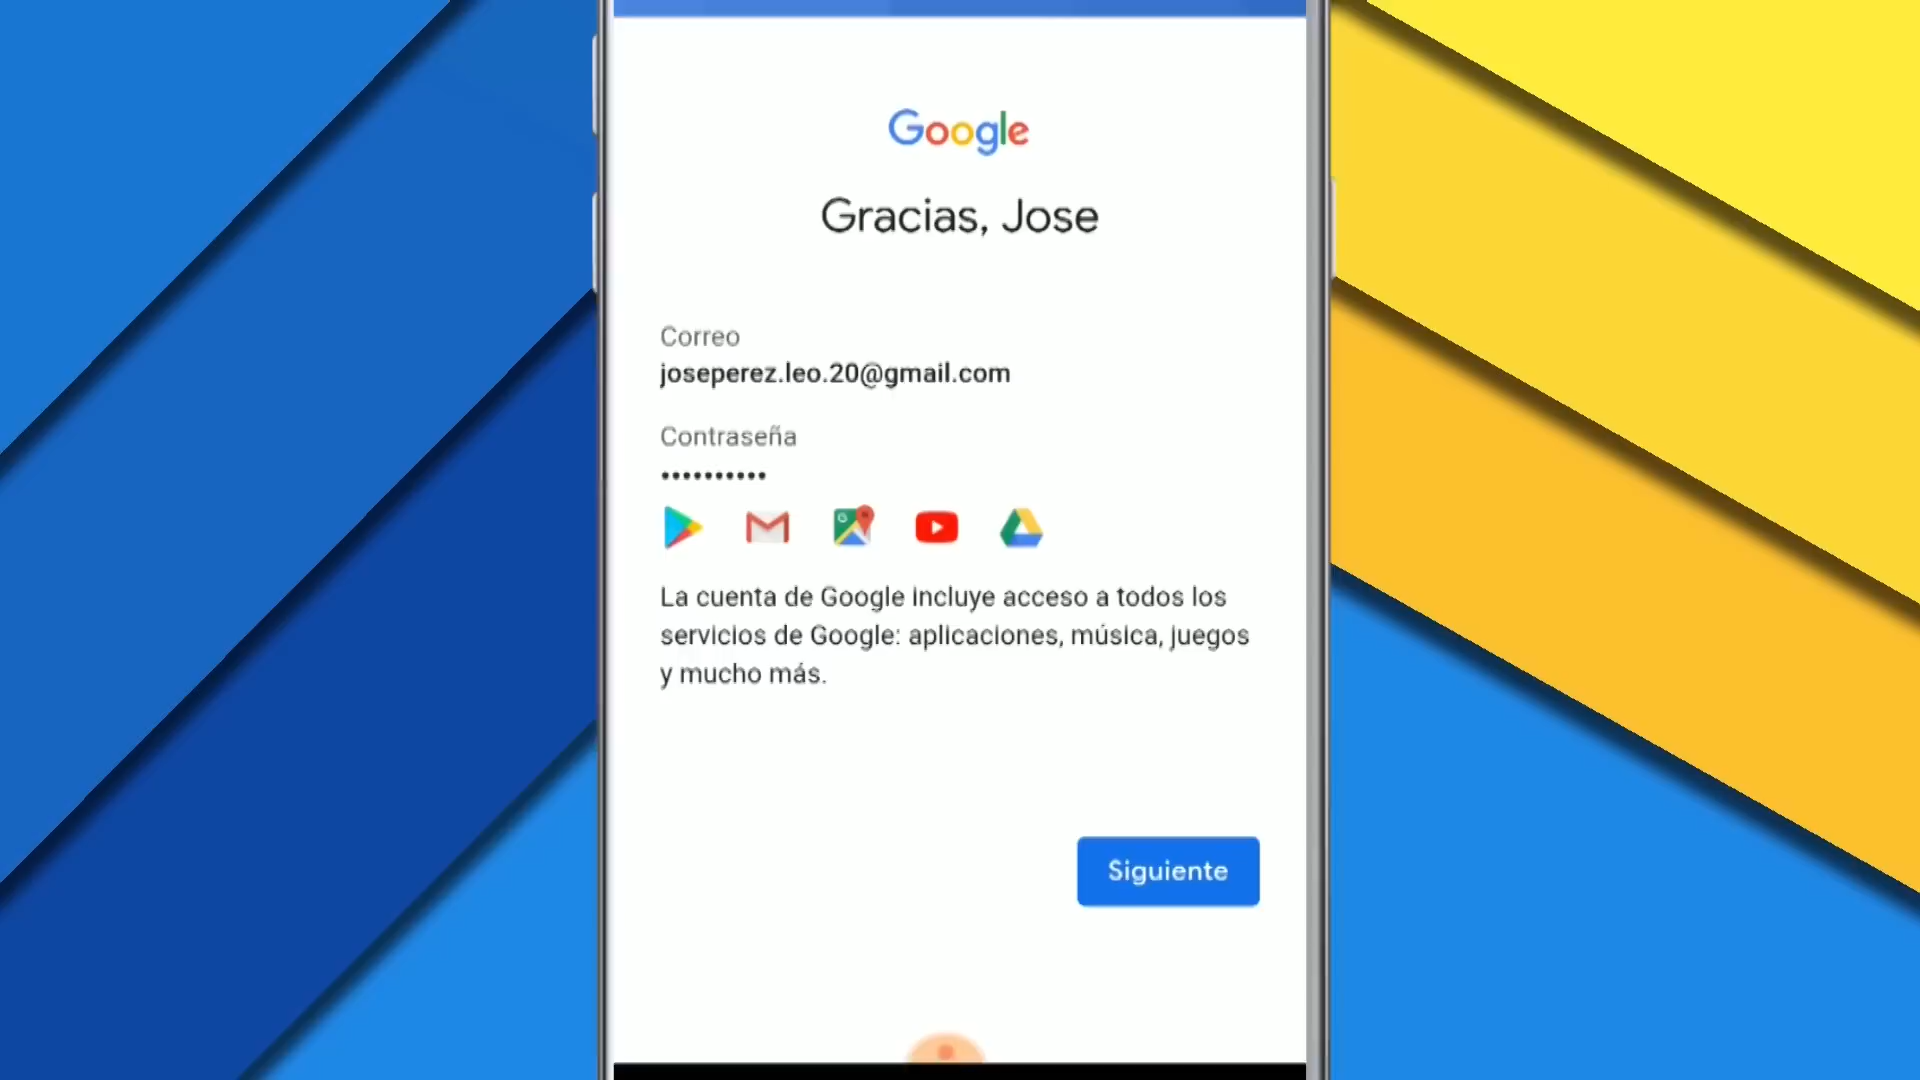 Google
Gracias, Jose
Correo
joseperez.leo.20@gmail.com
Contraseña
••••••••••
La cuenta de Google incluye acceso a todos los
servicios de Google: aplicaciones, música, juegos
y mucho más.
Siguiente